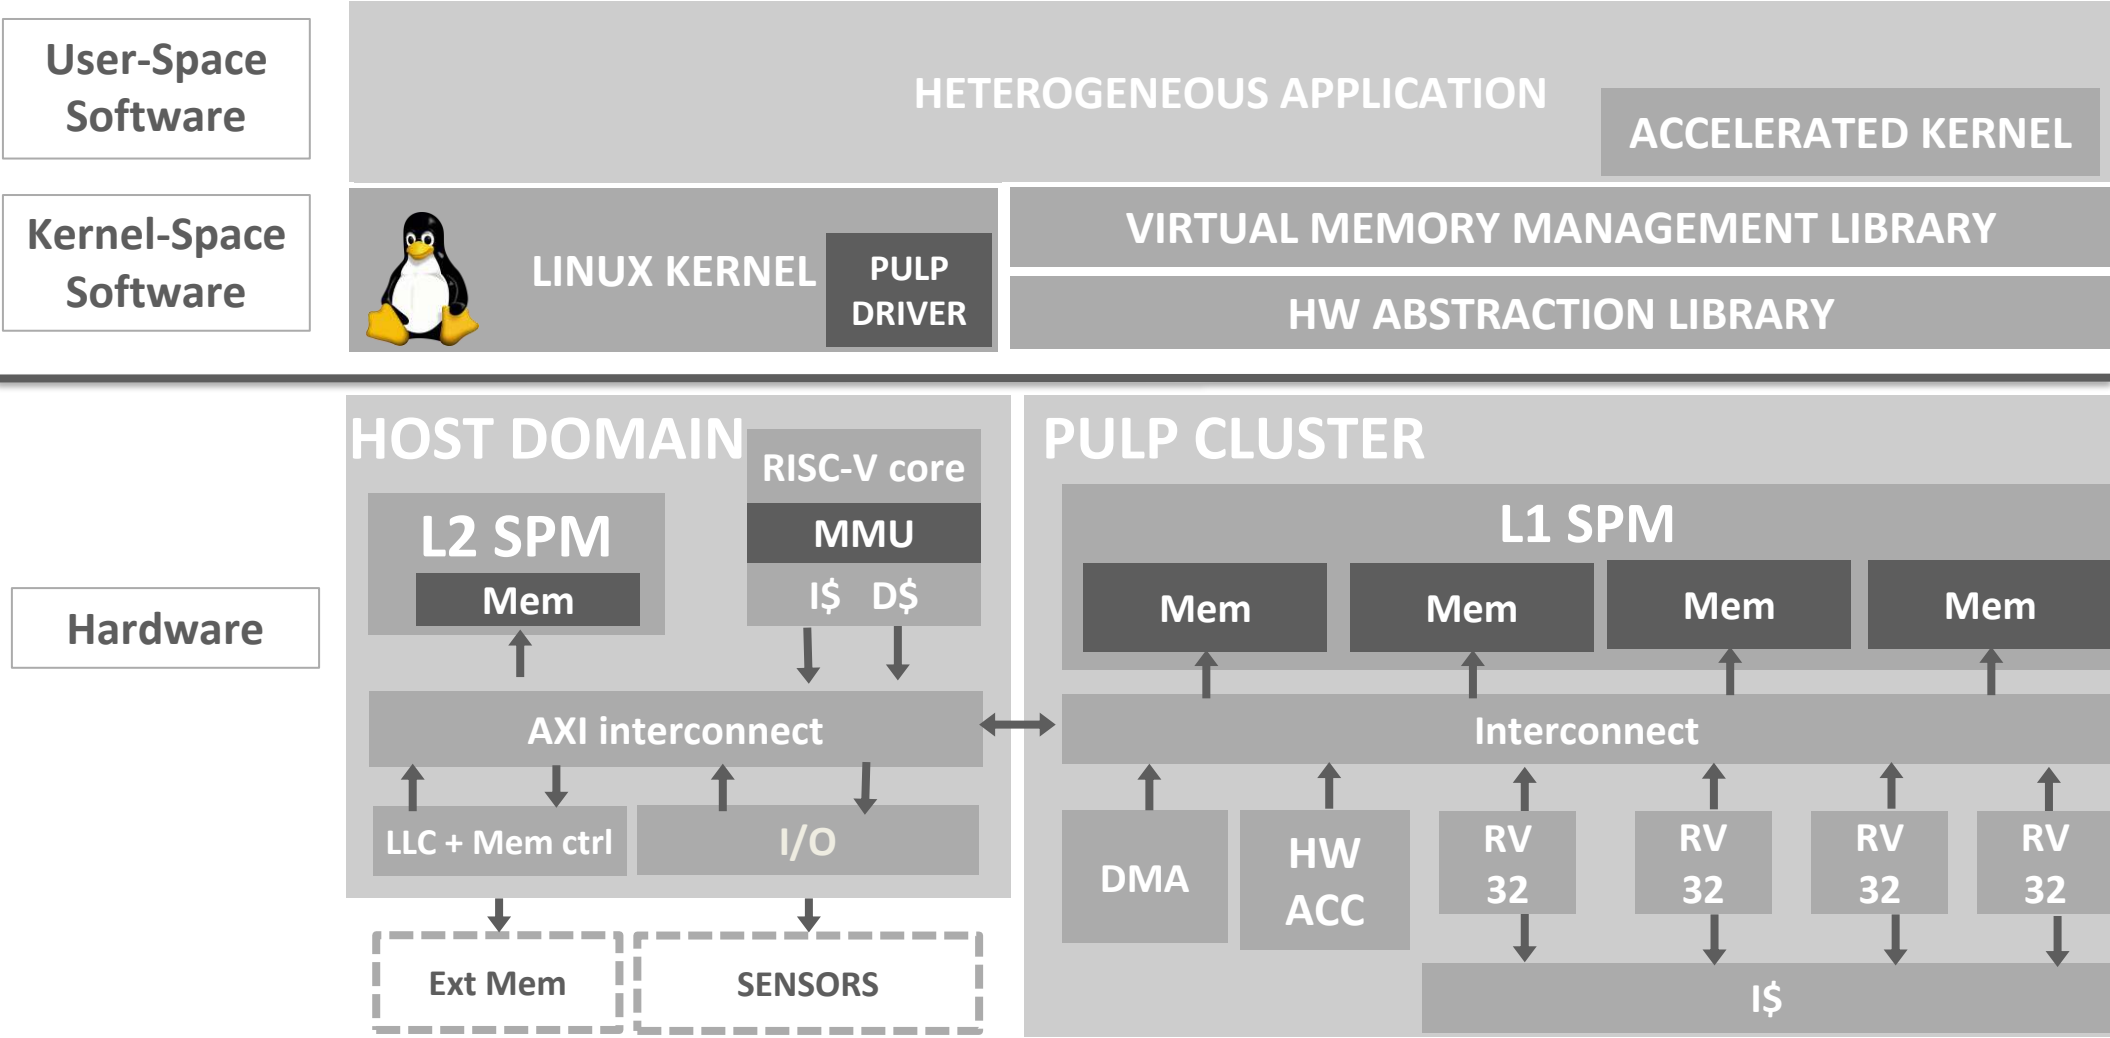 User-Space
Software
HETEROGENEOUS APPLICATION
ACCELERATED KERNEL
Kernel-Space
Software
LINUX KERNEL
PULP
DRIVER
VIRTUAL MEMORY MANAGEMENT LIBRARY
HW ABSTRACTION LIBRARY
Hardware
HOST DOMAIN
RISC-V core
MMU
I$ D$
L2 SPM
Mem
AXI interconnect
LLC + Mem ctrl
I/O
Ext Mem
SENSORS
PULP CLUSTER
L1 SPM
Mem
Mem
Mem
Mem
Interconnect
DMA
HW
ACC
RV
32
RV
32
RV
32
RV
32
I$